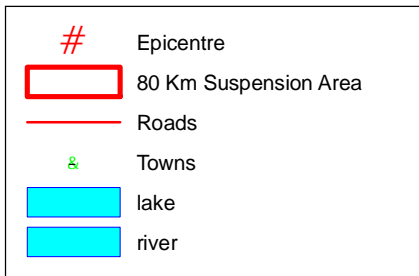 # Epicentre
80 Km Suspension Area
Roads
& Towns
lake
river